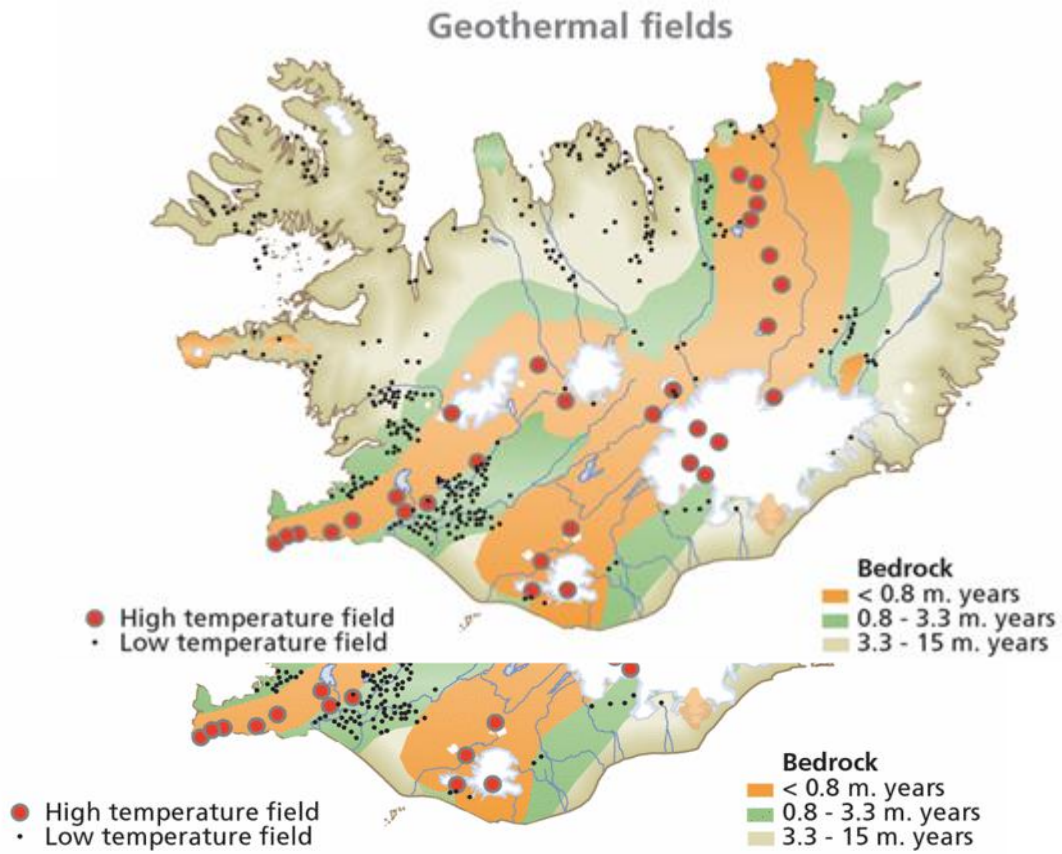 Geothermal fields
Bedrock
< 0.8 m. years
0.8 - 3.3 m. years
3.3 - 15 m. years
High temperature field
Low temperature field
Bedrock
< 0.8 m. years
0.8 - 3.3 m. years
3.3 - 15 m. years
High temperature field
Low temperature field